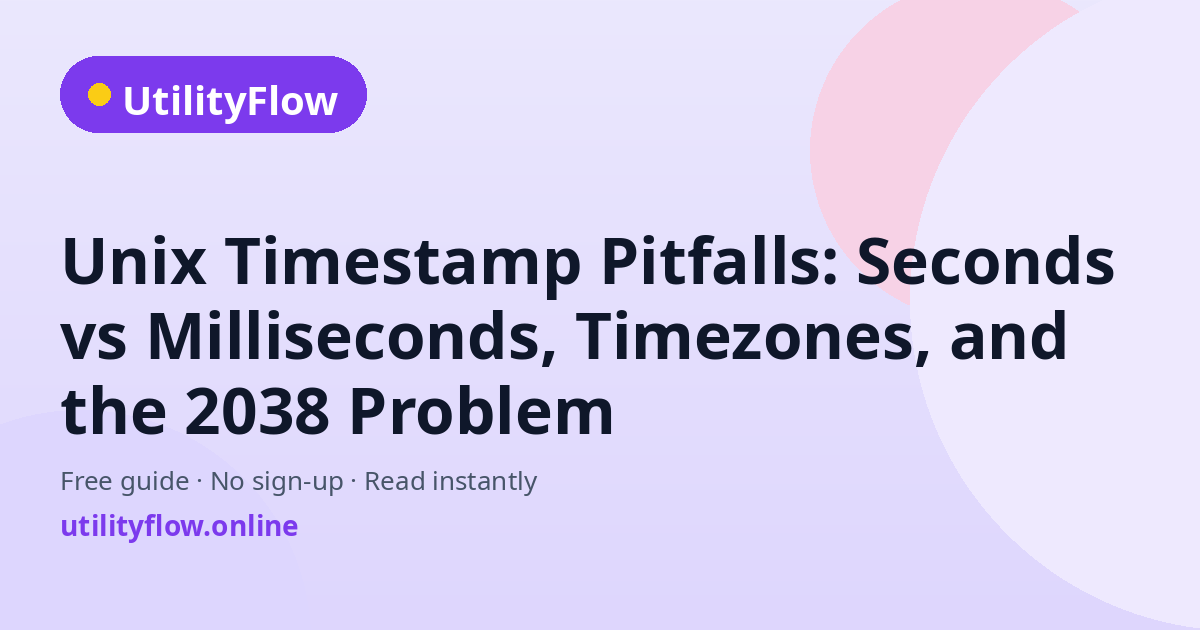 UtilityFlow
Unix Timestamp Pitfalls: Seconds
vs Milliseconds, Timezones, and
the 2038 Problem
Free guide · No sign-up · Read instantly
utilityflow.online